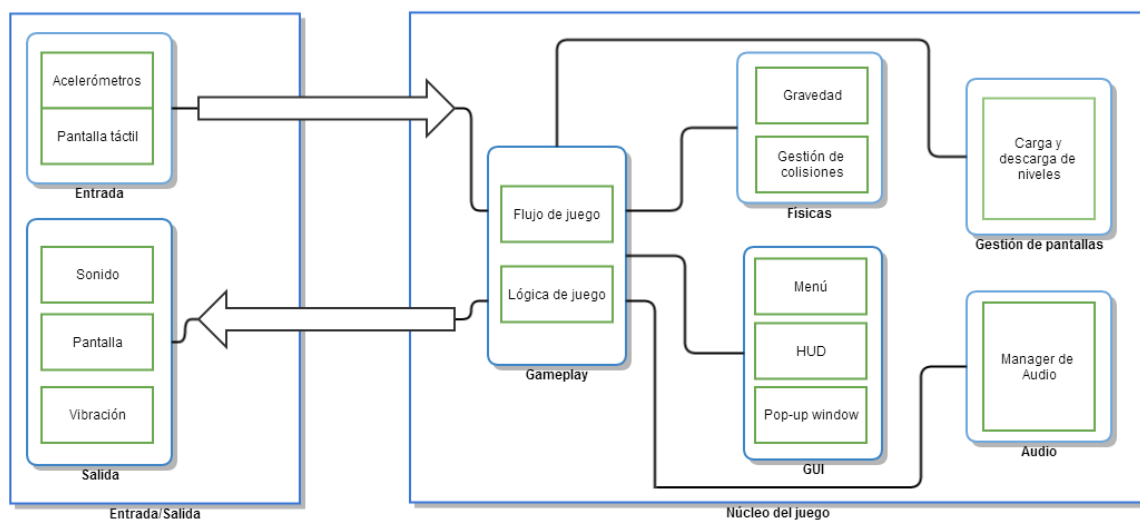 Acelerómetros
Pantalla táctil
Entrada
Sonido
Pantalla
Vibración
Salida
Entrada/Salida
Flujo de juego
Lógica de juego
Gameplay
Gravedad
Gestión de
colisiones
Físicas
Menú
HUD
Pop-up window
GUI
Carga y
descarga de
niveles
Gestión de pantallas
Manager de
Audio
Audio
Núcleo del juego